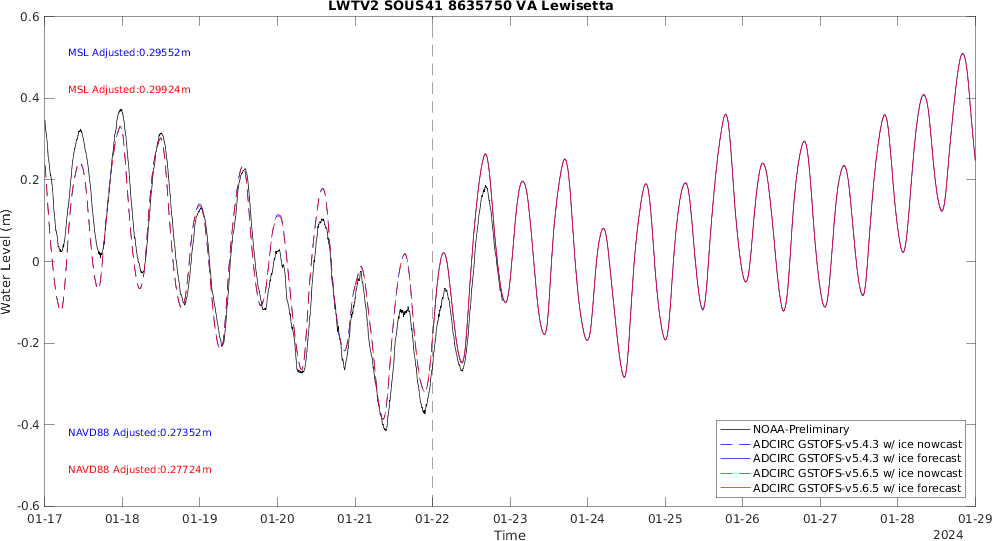 LWTV2 SOUS41 8635750 VA Lewisetta
0.6
MSL Adjusted:0.29552m
MSL Adjusted:0.29924m
0.4
0.2
0
-0.2
-0.4
-0.6
Water Level (m)
NAVD88 Adjusted:0.27352m
NAVD88 Adjusted:0.27724m
NOAA-Preliminary
ADCIRC GSTOFS-v5.4.3 w/ ice nowcast
ADCIRC GSTOFS-v5.4.3 w/ ice forecast
ADCIRC GSTOFS-v5.6.5 w/ ice nowcast
ADCIRC GSTOFS-v5.6.5 w/ ice forecast
01-17 01-18 01-19 01-20 01-21 01-22 01-23 01-24 01-25 01-26 01-27 01-28 01-29
Time
2024